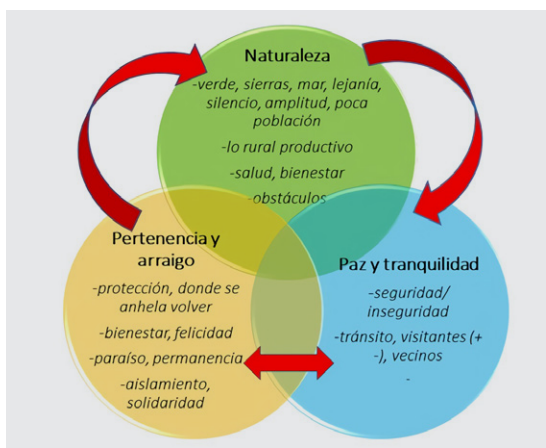 Naturaleza
-verde, sierras, mar, lejanía,
silencio, amplitud, poca
población
-lo rural productivo
-salud, bienestar
-obstáculos
Pertenencia y
arraigo
-protección, donde se
anhela volver
-bienestar, felicidad
-paraíso, permanencia
-aislamiento,
solidaridad
Paz y tranquilidad
-seguridad/
inseguridad
-tránsito, visitantes (+
-), vecinos
-